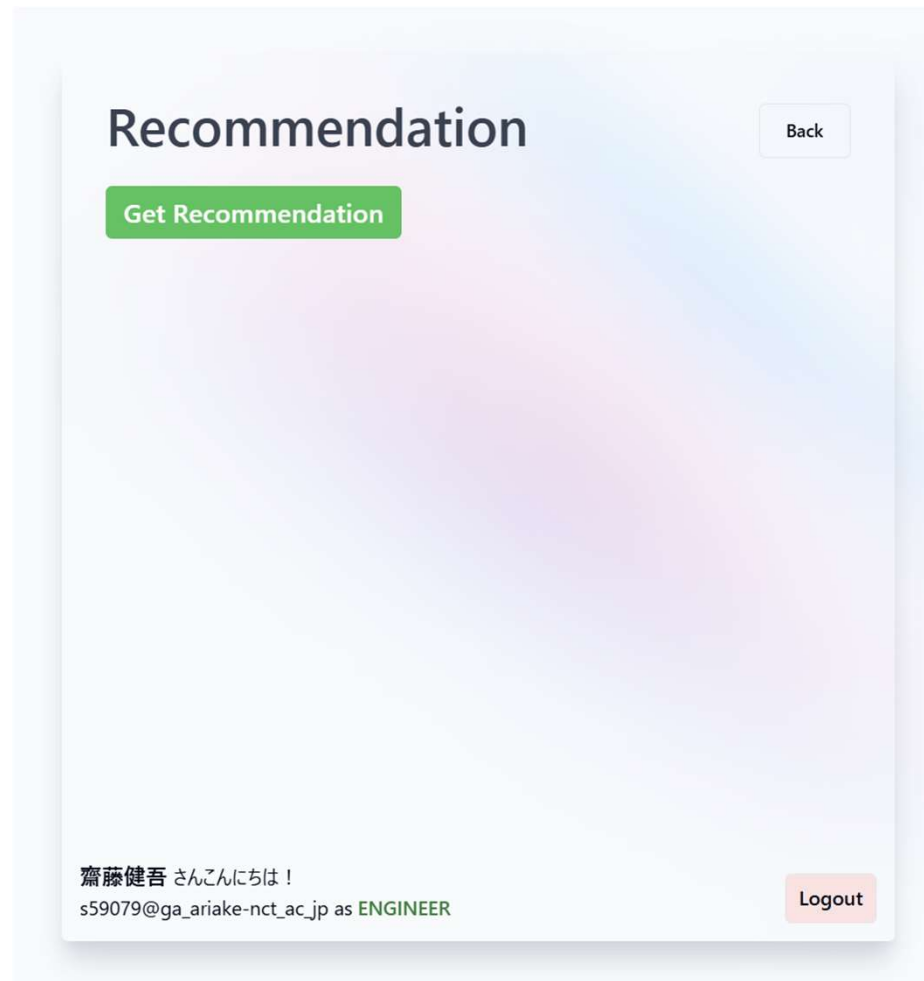 Recommendation
Back
Get Recommendation
齋藤健吾 さんこんにちは！
s59079@ga_ariake-nct_ac_jp as ENGINEER
Logout